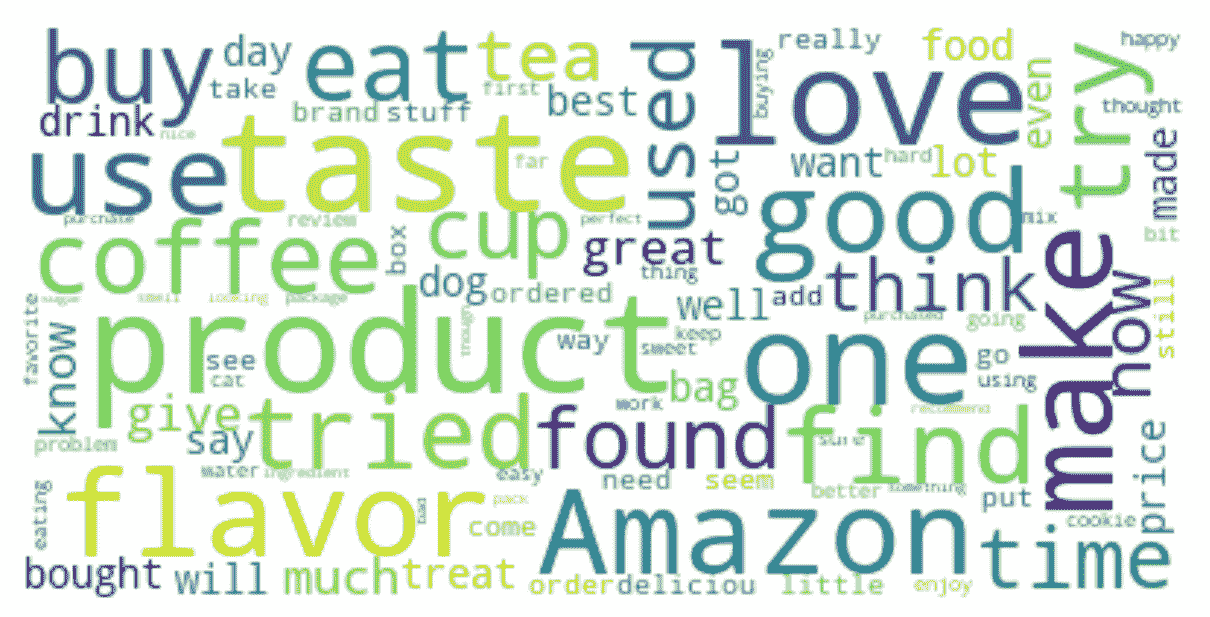 buy
day
eat
tea
used
love
really
food
try
happy
take
brand
stuff
first
best
buying
even
thought
drink
nice
use
taste
far
got
want
hard
lot
made
purchase
review
perfect
good
mix
bit
coffee
box
cup
great
thing
think
make
now
still
dog
ordered
well
add
favorite
know
sugar
smell
looking
package
product
though
way
sweet
keep
purchased
going
one
go
using
see
cat
bag
work
recommend
give
say
tried
found
find
sure
price
problem
water
ingredient
easy
need
seem
better
something
put
cookie
eating
flavor
bad
pack
come
Amazon
time
bought
will
much
treat
order
deliciou
little
enjoy